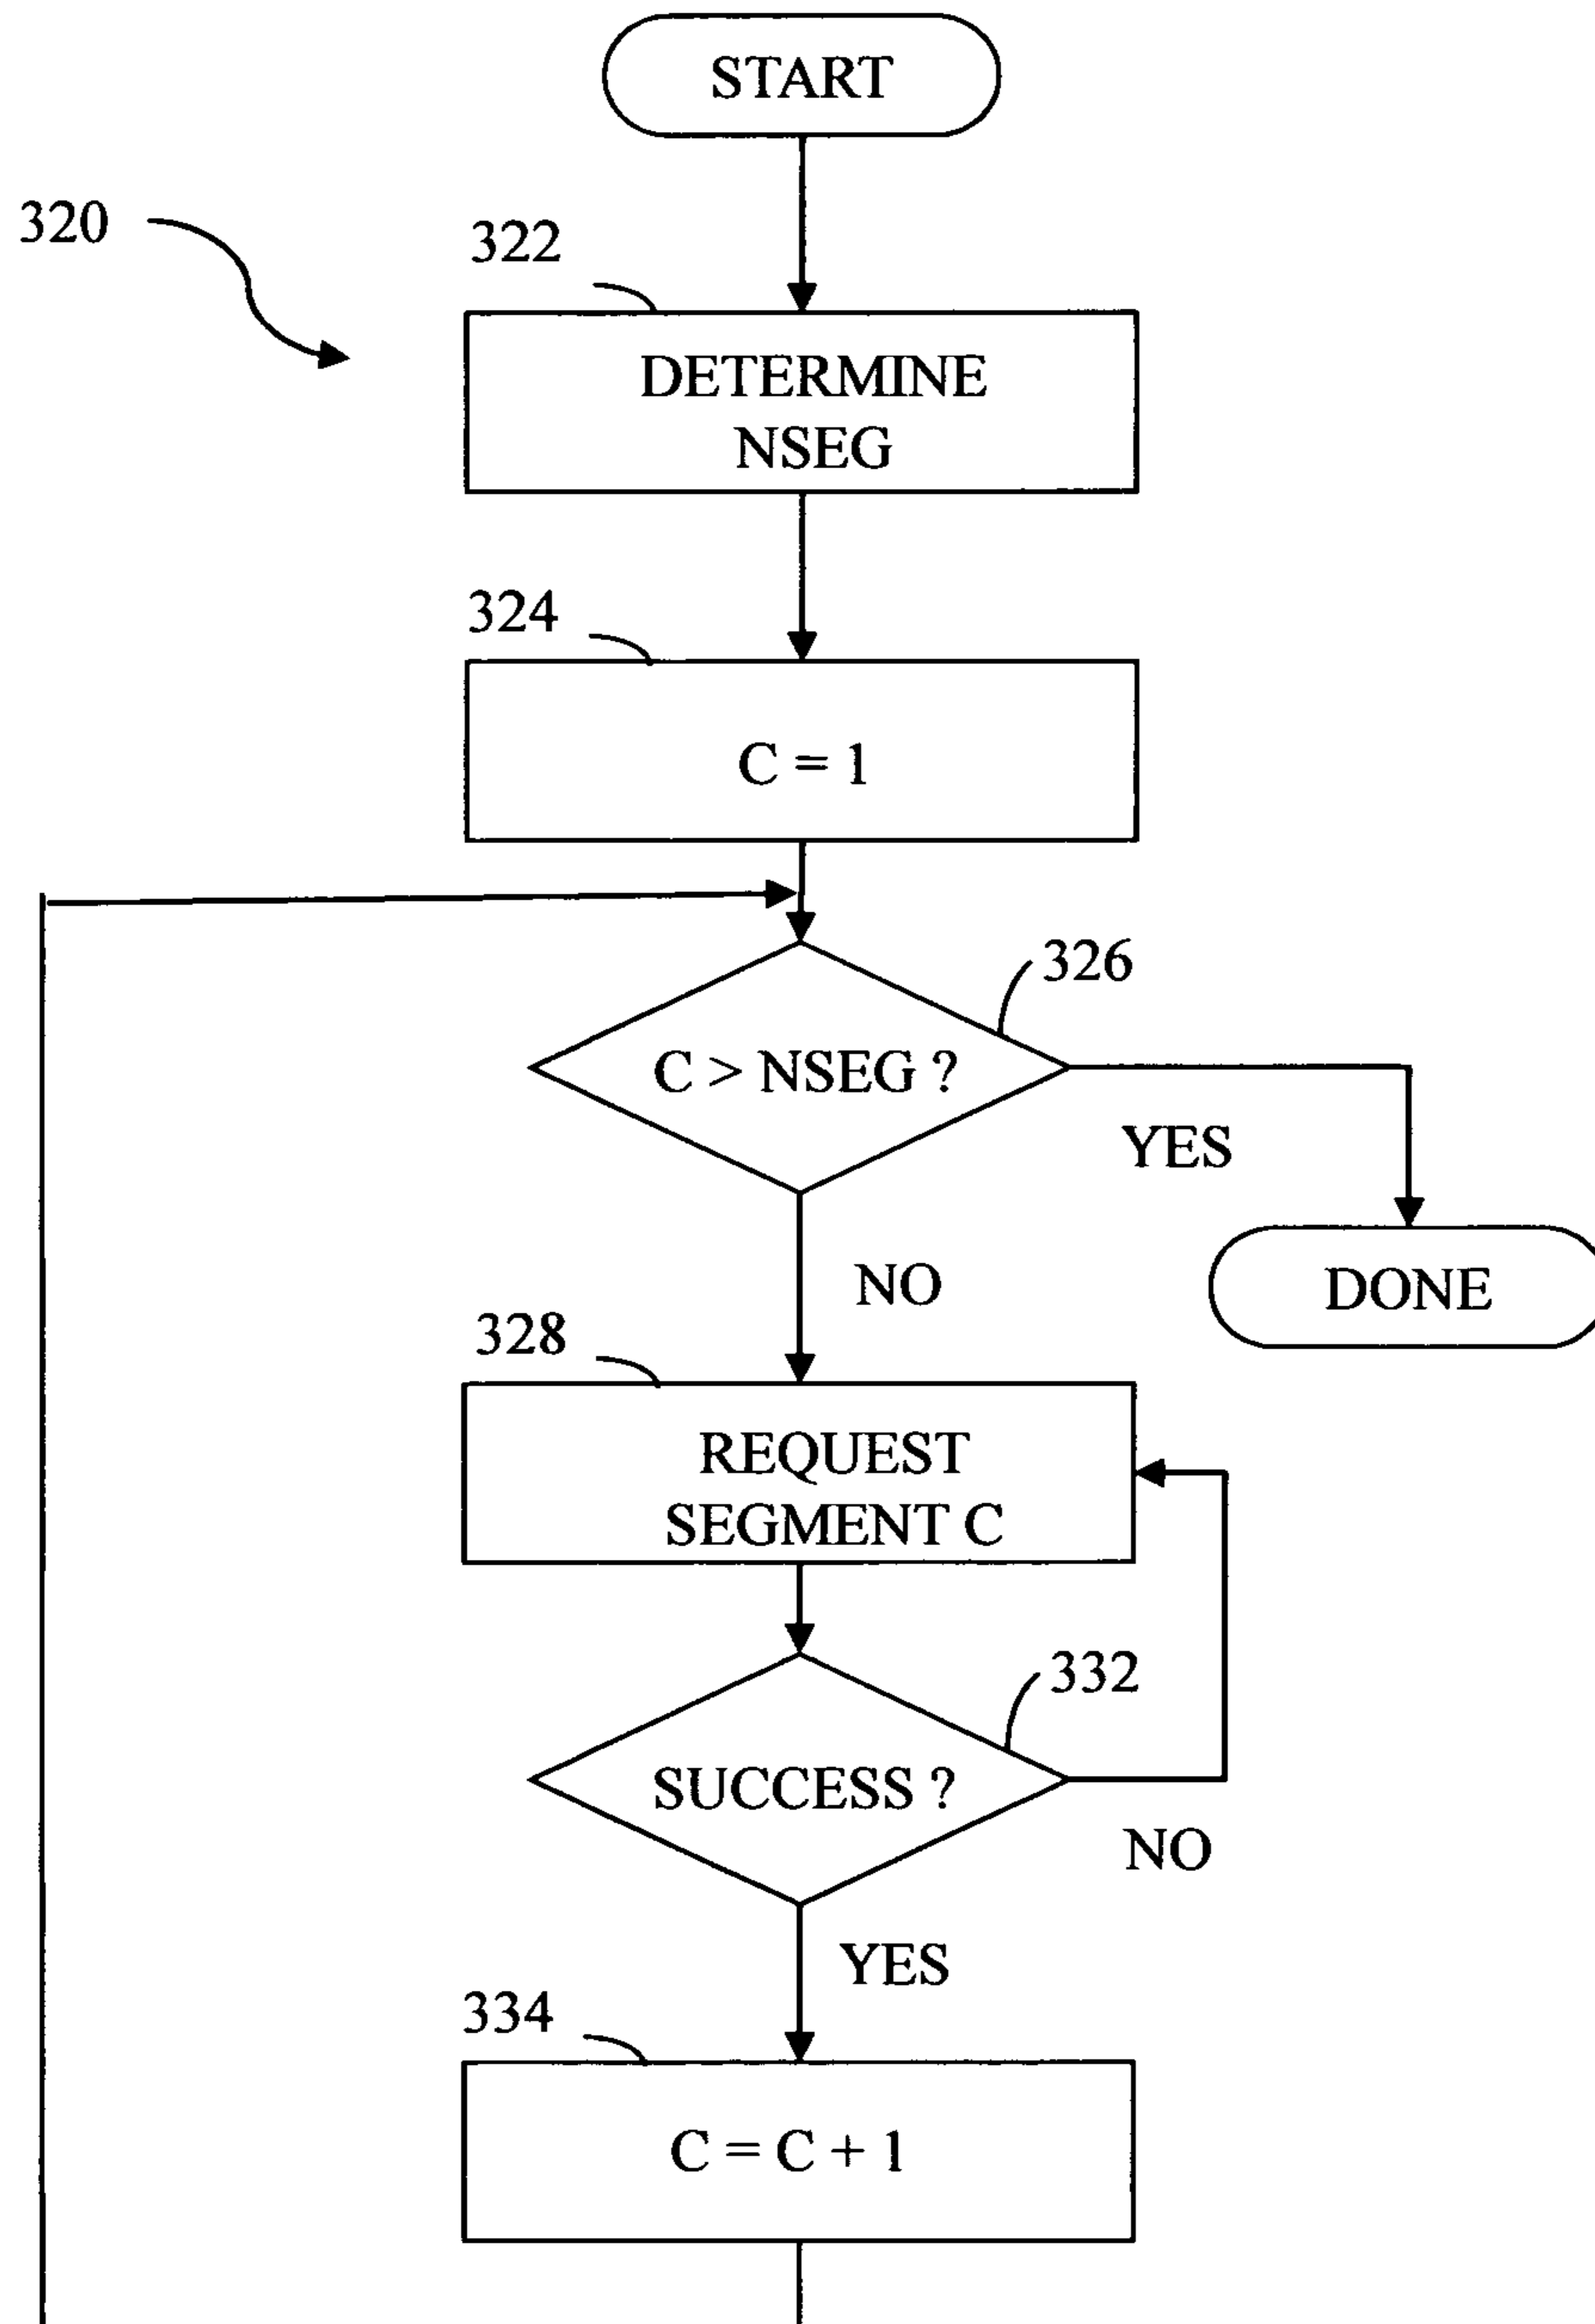 START
320
322
DETERMINE
NSEG
324
C = 1
326
C > NSEG ?
YES
DONE
NO
328
REQUEST
SEGMENT C
332
SUCCESS ?
NO
YES
334
C = C + 1